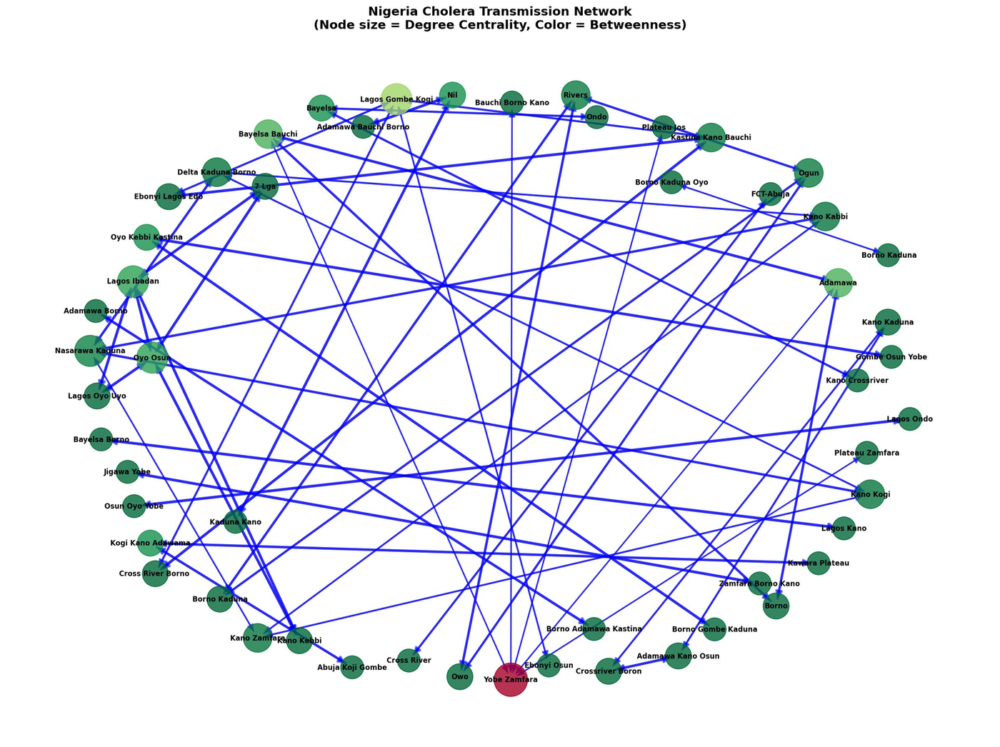 Nigeria Cholera Transmission Network
(Node size = Degree Centrality, Color = Betweenness)
Lagos Gombe Kogi
Nil
Rivers
Bauchi Borno Kano
Bayelsa
Ondo
Adamawa Bauchi Borno
Plateau Jos
Bayelsa Bauchi
Kastina Kano Bauchi
Delta Kaduna Borno
Ogun
Borno Kaduna Oyo
7 Lga
FCT-Abuja
Ebonyi Lagos Edo
Kano Kabbi
Oyo Kebbi Kastina
Borno Kaduna
Lagos Ibadan
Adamawa
Adamawa Borno
Kano Kaduna
Nasarawa Kaduna
Gombe Osun Yobe
Oyo Osun
Kano Crossriver
Lagos Oyo Uyo
Lagos Ondo
Bayelsa Borno
Plateau Zamfara
Jigawa Yobe
Kano Kogi
Osun Oyo Yobe
Kaduna Kano
Lagos Kano
Kogi Kano Adawama
Kawara Plateau
Cross River Borno
Zamfara Borno Kano
Borno Kaduna
Borno
Borno Adamawa Kastina
Borno Gombe Kaduna
Kano Zamfara
Kano Kebbi
Adamawa Kano Osun
Cross River
Abuja Koji Gombe
Ebonyi Osun
Crossriver Boron
Owo
Yobe Zamfara